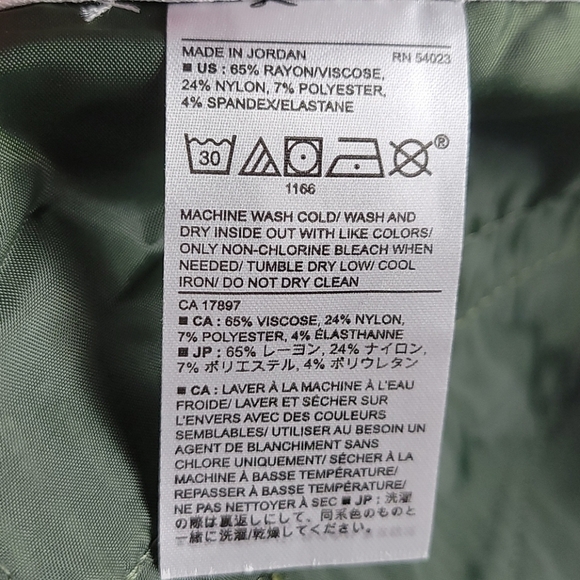 MADE IN JORDAN RN 54023
■ US : 65% RAYON/VISCOSE,
24% NYLON, 7% POLYESTER,
4% SPANDEX/ELASTANE
30 ®
1166
MACHINE WASH COLD/ WASH AND
DRY INSIDE OUT WITH LIKE COLORS/
ONLY NON-CHLORINE BLEACH WHEN
NEEDED/ TUMBLE DRY LOW/ COOL
IRON/ DO NOT DRY CLEAN
CA 17897
■ CA : 65% VISCOSE, 24% NYLON,
7% POLYESTER, 4% ÉLASTHANNE
■ JP : 65% レーヨン, 24% ナイロン,
7% ポリエステル, 4% ポリウレタン
■ CA : LAVER À LA MACHINE À L'EAU
FROIDE/ LAVER ET SÉCHER SUR
L'ENVERS AVEC DES COULEURS
SEMBLABLES/ UTILISER AU BESOIN UN
AGENT DE BLANCHIMENT SANS
CHLORE UNIQUEMENT/ SÉCHER À LA
MACHINE À BASSE TEMPÉRATURE/
REPASSER À BASSE TEMPÉRATURE/
NE PAS NETTOYER À SEC ■ JP : 洗濯
の際は裏返しにして、同系色のものと
一緒に洗濯/乾燥してください。